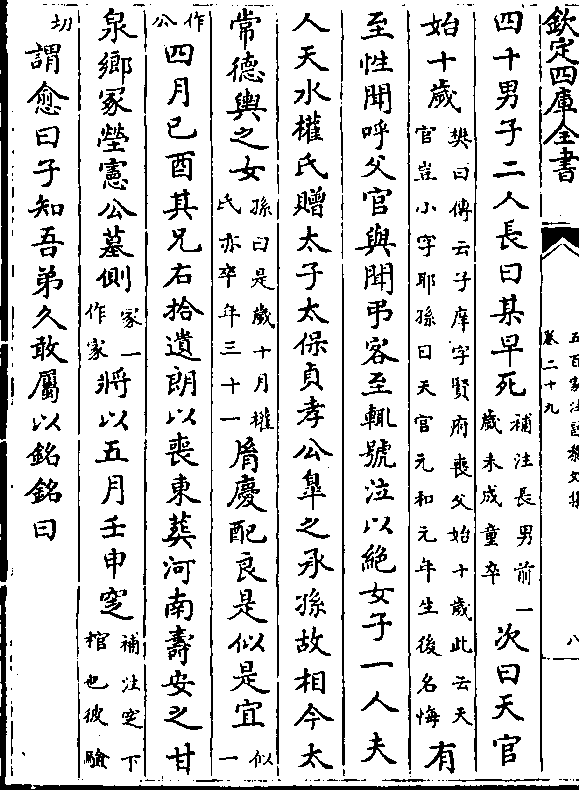 欽定四庫全書
五百家注昌黎文集
卷二十九
八
四十男子二人長曰某早死補注長男前一歲未成童卒次曰天官
始十歲樊曰傳云子庠字賢府喪父始十歲此云天官豈小字耶孫曰天官元和元年生後名悔有
至性聞呼父官與聞弔客至輒號泣以絶女子一人夫
人天水權氏贈太子太保貞孝公臯之承孫故相今太
常德輿之女孫曰是歲十月權氏亦卒年三十一胤慶配良是似是宜似一
作公四月已酉其兄右拾遺朗以喪東葬河南壽安之甘
泉鄉冡塋憲公墓側冡一作家將以五月壬申窆補注窆下棺也彼驗
切謂愈曰子知吾弟久敢屬以銘銘曰